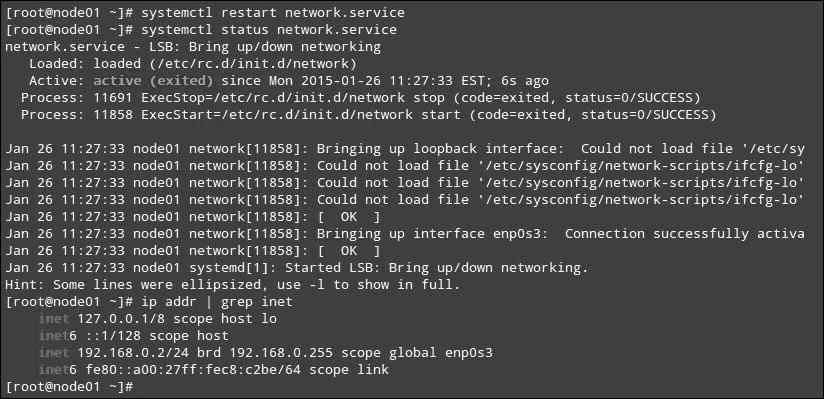 [root@node01 ~]# systemctl restart network.service
[root@node01 ~]# systemctl status network.service
network.service - LSB: Bring up/down networking
   Loaded: loaded (/etc/rc.d/init.d/network)
   Active: active (exited) since Mon 2015-01-26 11:27:33 EST; 6s ago
  Process: 11691 ExecStop=/etc/rc.d/init.d/network stop (code=exited, status=0/SUCCESS)
  Process: 11858 ExecStart=/etc/rc.d/init.d/network start (code=exited, status=0/SUCCESS)

Jan 26 11:27:33 node01 network[11858]: Bringing up loopback interface:  Could not load file '/etc/sy
Jan 26 11:27:33 node01 network[11858]: Could not load file '/etc/sysconfig/network-scripts/ifcfg-lo'
Jan 26 11:27:33 node01 network[11858]: Could not load file '/etc/sysconfig/network-scripts/ifcfg-lo'
Jan 26 11:27:33 node01 network[11858]: Could not load file '/etc/sysconfig/network-scripts/ifcfg-lo'
Jan 26 11:27:33 node01 network[11858]: [  OK  ]
Jan 26 11:27:33 node01 network[11858]: Bringing up interface enp0s3:  Connection successfully activa
Jan 26 11:27:33 node01 network[11858]: [  OK  ]
Jan 26 11:27:33 node01 systemd[1]: Started LSB: Bring up/down networking.
Hint: Some lines were ellipsized, use -l to show in full.
[root@node01 ~]# ip addr | grep inet
    inet 127.0.0.1/8 scope host lo
    inet6 ::1/128 scope host
    inet 192.168.0.2/24 brd 192.168.0.255 scope global enp0s3
    inet6 fe80::a00:27ff:fec8:c2be/64 scope link
[root@node01 ~]#